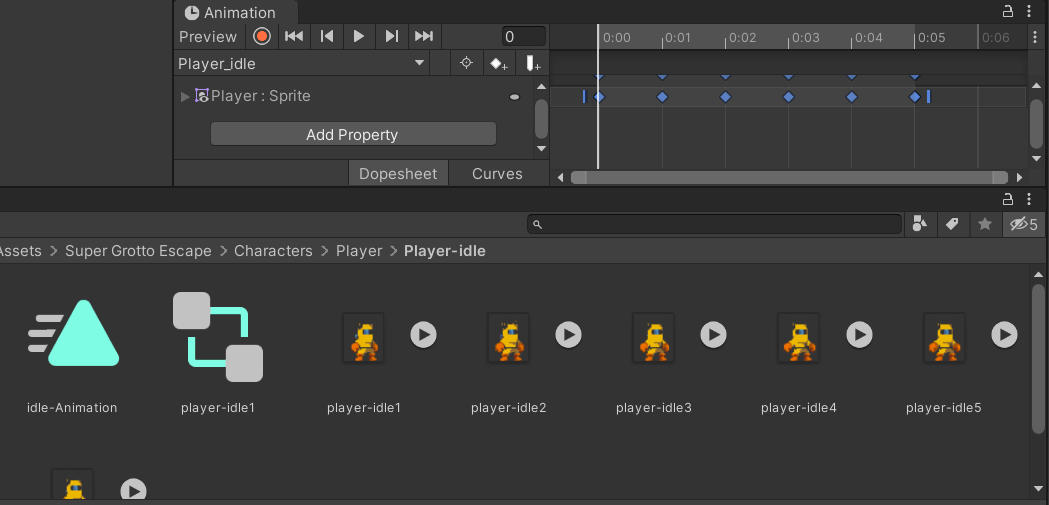 Animation
Preview 0 0:00 0:01 0:02 0:03 0:04 0:05 0:06
Player_idle
Player : Sprite
Add Property
Dopesheet Curves
5
Assets > Super Grotto Escape > Characters > Player > Player-idle
idle-Animation player-idle1 player-idle1 player-idle2 player-idle3 player-idle4 player-idle5